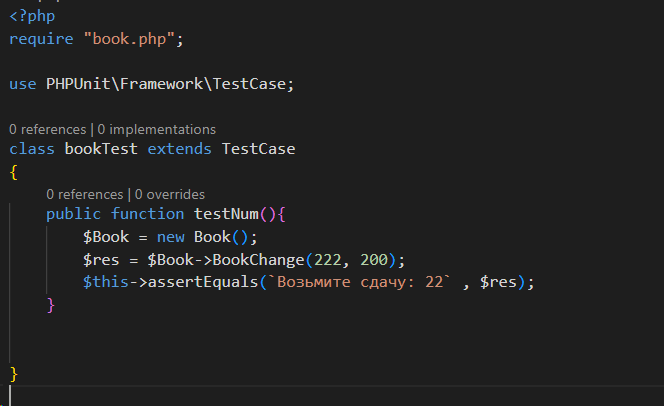 <?php
require "book.php";
use PHPUnit\Framework\TestCase;
0 references | 0 implementations
class bookTest extends TestCase
{
0 references | 0 overrides
public function testNum(){
$Book = new Book();
$res = $Book->BookChange(222, 200);
$this->assertEquals(`Возьмите сдачу: 22` , $res);
}
}